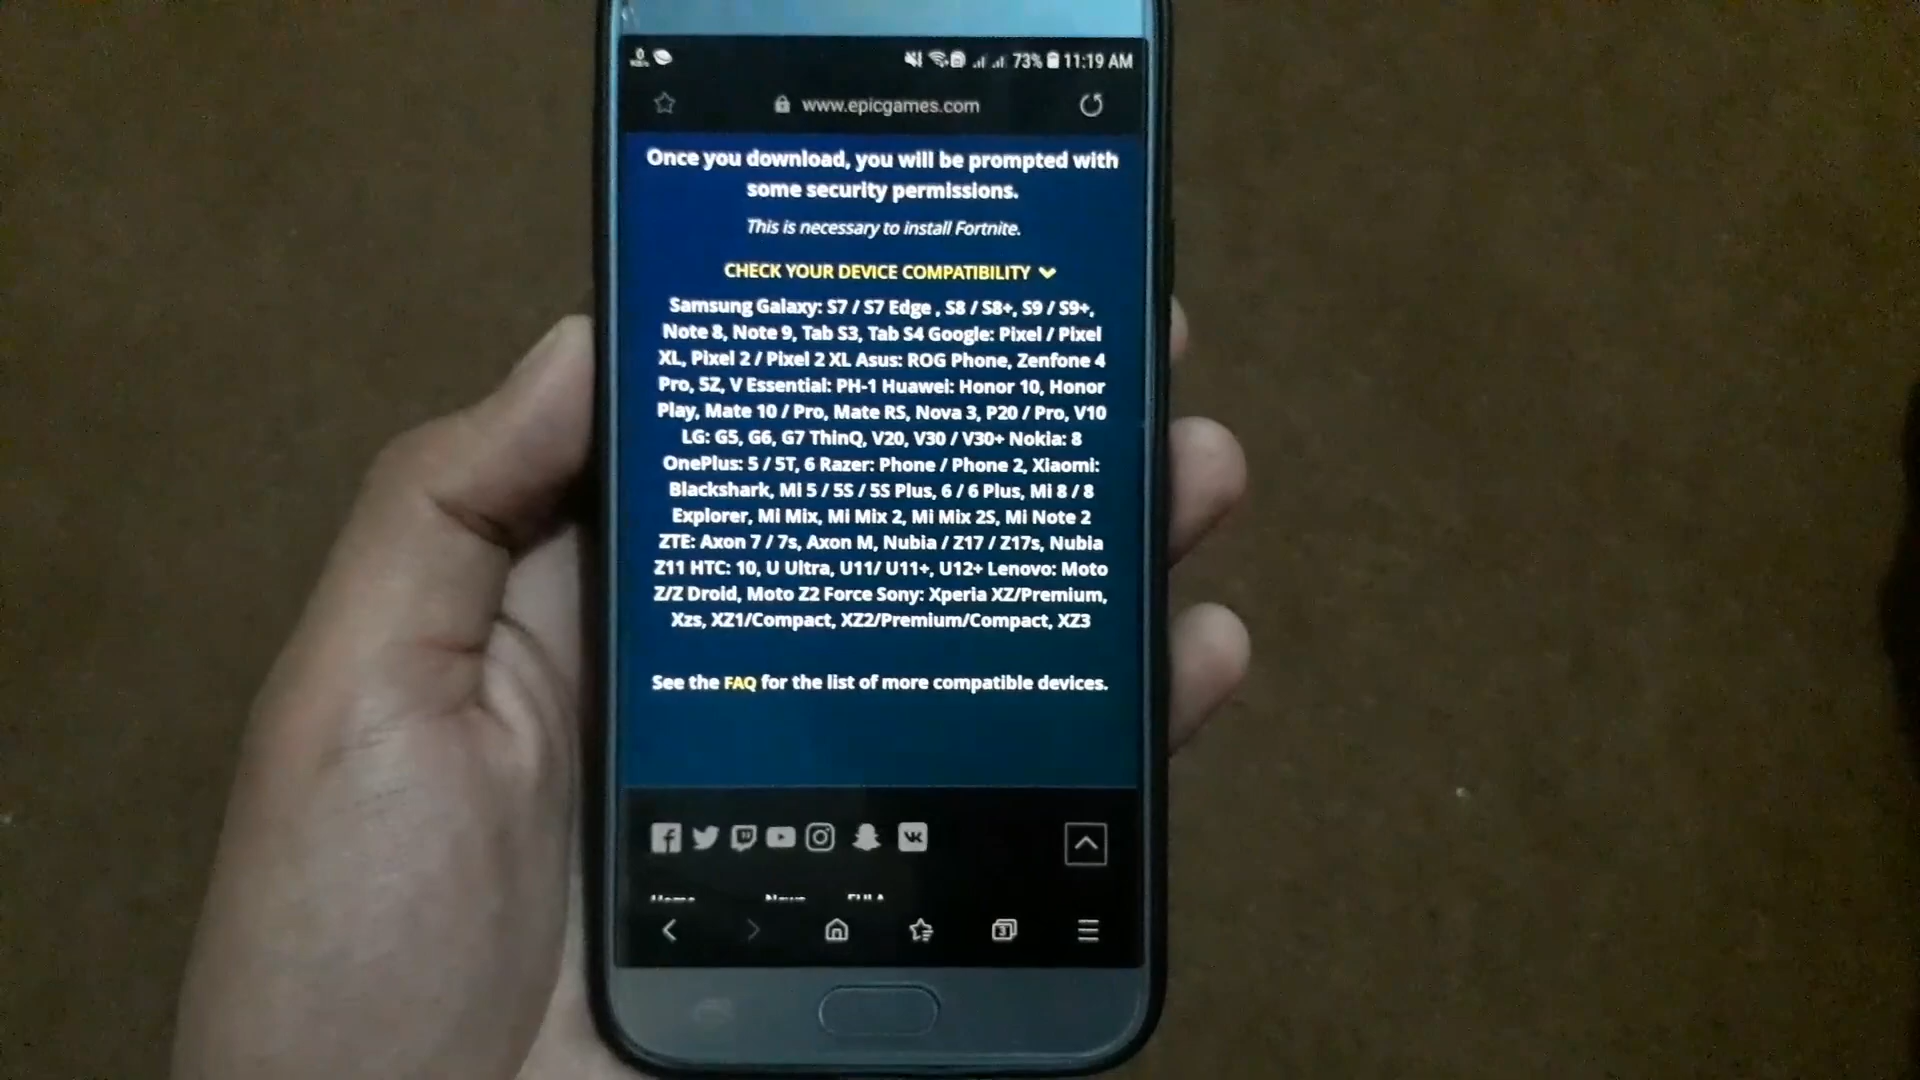 0
73% 11:19 AM
www.epicgames.com
Once you download, you will be prompted with
some security permissions.
This is necessary to install Fortnite.
CHECK YOUR DEVICE COMPATIBILITY
Samsung Galaxy: S7 / S7 Edge , S8 / S8+, S9 / S9+,
Note 8, Note 9, Tab S3, Tab S4 Google: Pixel / Pixel
XL, Pixel 2 / Pixel 2 XL Asus: ROG Phone, Zenfone 4
Pro, 5Z, V Essential: PH-1 Huawei: Honor 10, Honor
Play, Mate 10 / Pro, Mate RS, Nova 3, P20 / Pro, V10
LG: G5, G6, G7 ThinQ, V20, V30 / V30+ Nokia: 8
OnePlus: 5 / 5T, 6 Razer: Phone / Phone 2, Xiaomi:
Blackshark, Mi 5 / 5S / 5S Plus, 6 / 6 Plus, Mi 8 / 8
Explorer, Mi Mix, Mi Mix 2, Mi Mix 2S, Mi Note 2
ZTE: Axon 7 / 7s, Axon M, Nubia / Z17 / Z17s, Nubia
Z11 HTC: 10, U Ultra, U11/ U11+, U12+ Lenovo: Moto
Z/Z Droid, Moto Z2 Force Sony: Xperia XZ/Premium,
Xzs, XZ1/Compact, XZ2/Premium/Compact, XZ3
See the FAQ for the list of more compatible devices.
Home News EULA
3